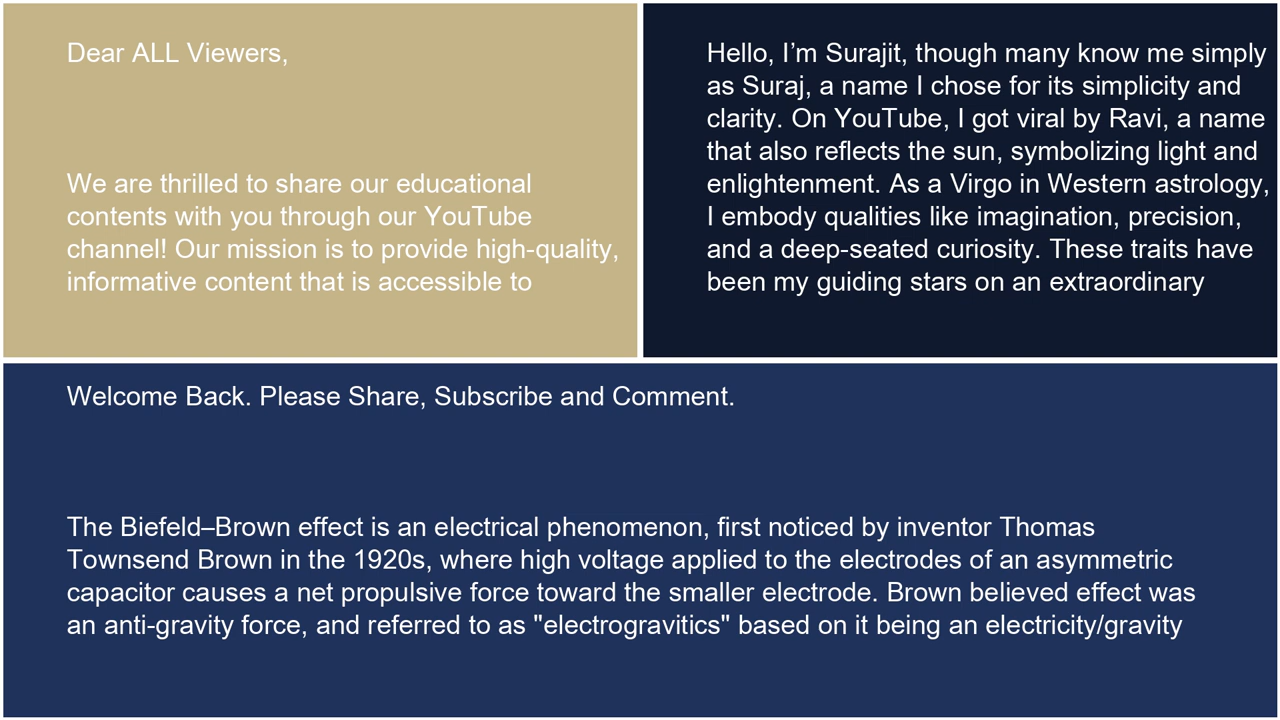 Dear ALL Viewers,
We are thrilled to share our educational
contents with you through our YouTube
channel! Our mission is to provide high-quality,
informative content that is accessible to
Hello, I’m Surajit, though many know me simply
as Suraj, a name I chose for its simplicity and
clarity. On YouTube, I got viral by Ravi, a name
that also reflects the sun, symbolizing light and
enlightenment. As a Virgo in Western astrology,
I embody qualities like imagination, precision,
and a deep-seated curiosity. These traits have
been my guiding stars on an extraordinary
Welcome Back. Please Share, Subscribe and Comment.
The Biefeld–Brown effect is an electrical phenomenon, first noticed by inventor Thomas
Townsend Brown in the 1920s, where high voltage applied to the electrodes of an asymmetric
capacitor causes a net propulsive force toward the smaller electrode. Brown believed effect was
an anti-gravity force, and referred to as "electrogravitics" based on it being an electricity/gravity